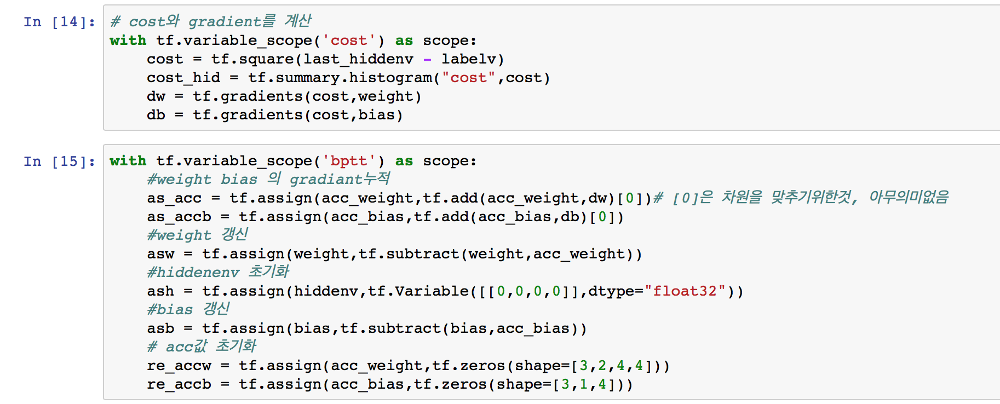 In [14]:
# cost와 gradient를 계산
with tf.variable_scope('cost') as scope:
    cost = tf.square(last_hiddenv - labelv)
    cost_hid = tf.summary.histogram("cost",cost)
    dw = tf.gradients(cost,weight)
    db = tf.gradients(cost,bias)
In [15]:
with tf.variable_scope('bptt') as scope:
    #weight bias 의 gradiant누적
    as_acc = tf.assign(acc_weight,tf.add(acc_weight,dw)[0])# [0]은 차원을 맞추기위한것, 아무의미없음
    as_accb = tf.assign(acc_bias,tf.add(acc_bias,db)[0])
    #weight 갱신
    asw = tf.assign(weight,tf.subtract(weight,acc_weight))
    #hiddenenv 초기화
    ash = tf.assign(hiddenv,tf.Variable([[0,0,0,0]],dtype="float32"))
    #bias 갱신
    asb = tf.assign(bias,tf.subtract(bias,acc_bias))
    # acc값 초기화
    re_accw = tf.assign(acc_weight,tf.zeros(shape=[3,2,4,4]))
    re_accb = tf.assign(acc_bias,tf.zeros(shape=[3,1,4]))